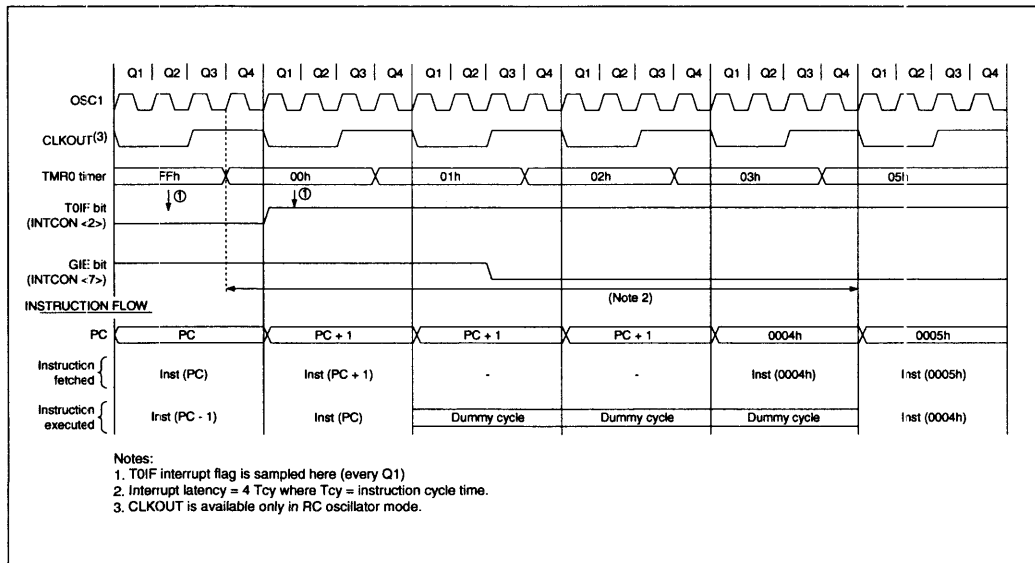 Q1 | Q2 | Q3 | Q4 | Q1 | Q2 | Q3 | Q4 | Q1 | Q2 | Q3 | Q4 | Q1 | Q2 | Q3 | Q4 | Q1 | Q2 | Q3 | Q4 | Q1 | Q2 | Q3 | Q4
OSC1
CLKOUT(3)
TMR0 timer FFh 00h 01h 02h 03h 05h
① ①
T0IF bit
(INTCON <2>)
GIE bit
(INTCON <7>)
(Note 2)
INSTRUCTION FLOW
PC PC PC + 1 PC + 1 PC + 1 0004h 0005h
Instruction
fetched Inst (PC) Inst (PC + 1) - - Inst (0004h) Inst (0005h)
Instruction
executed Inst (PC - 1) Inst (PC) Dummy cycle Dummy cycle Dummy cycle Inst (0004h)
Notes:
1. T0IF interrupt flag is sampled here (every Q1)
2. Interrupt latency = 4 Tcy where Tcy = instruction cycle time.
3. CLKOUT is available only in RC oscillator mode.